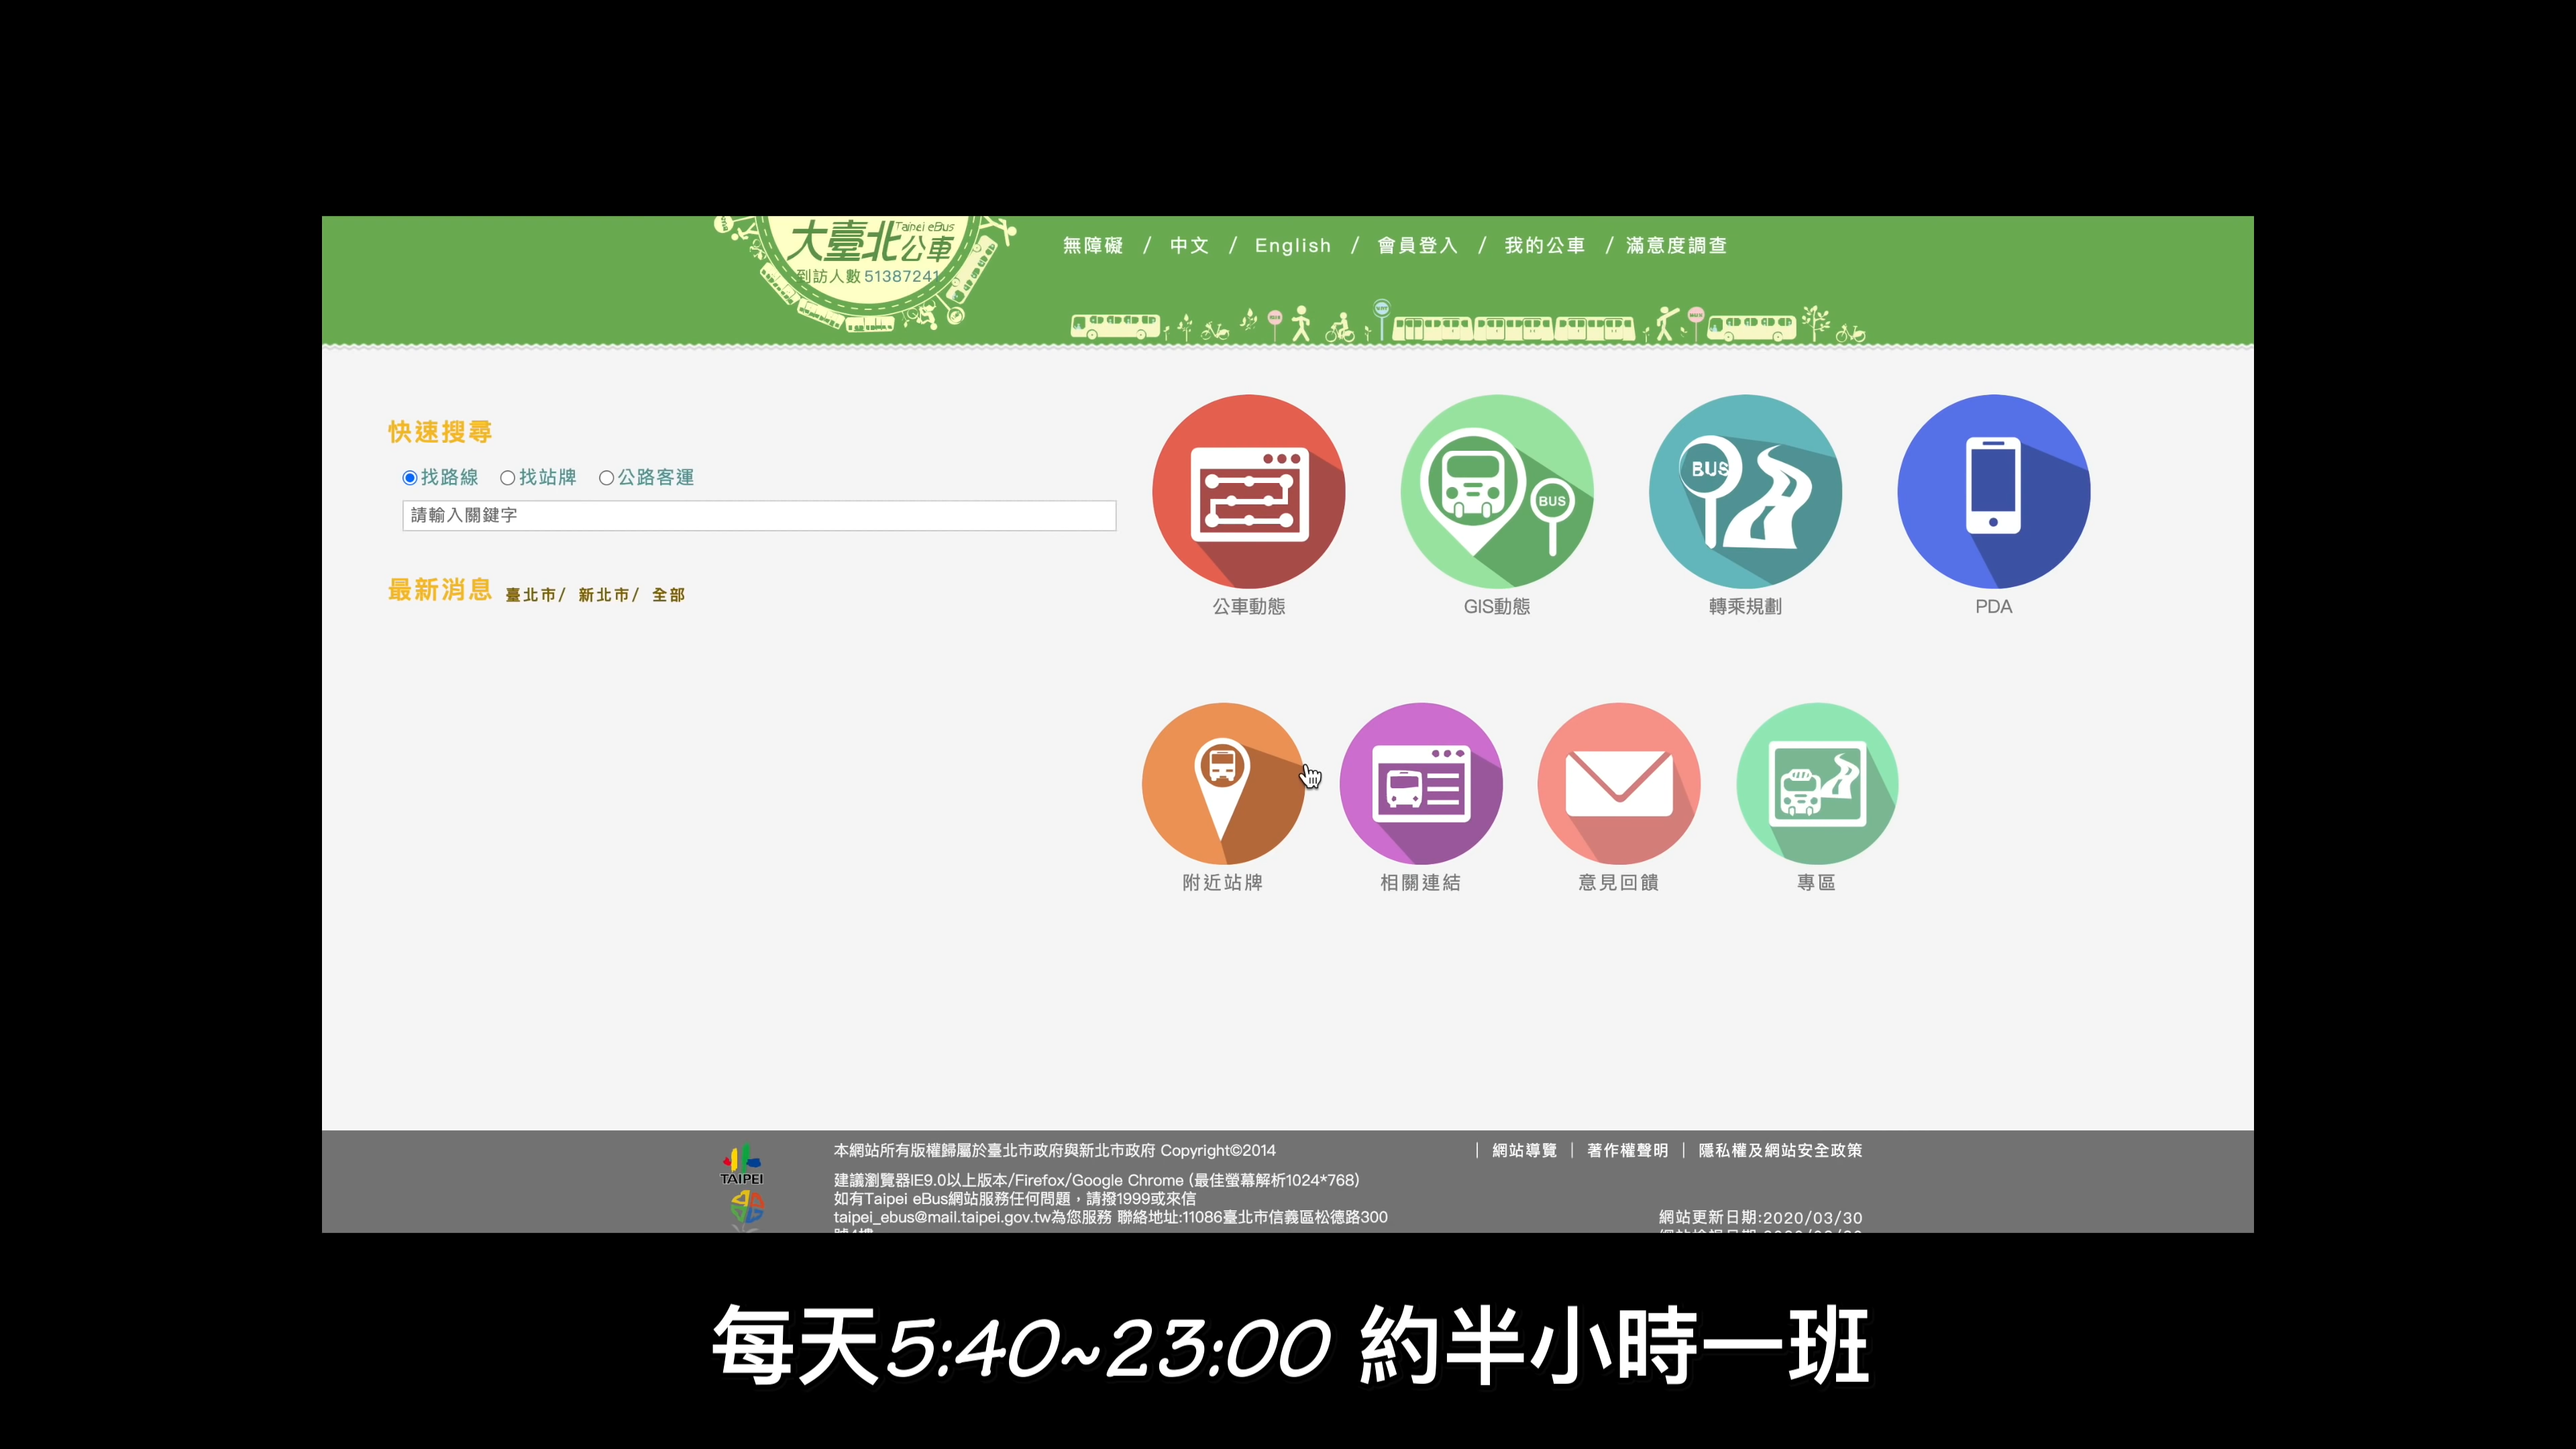 大臺北公車
Taipei eBus
到訪人數 51387241
無障礙 / 中文 / English / 會員登入 / 我的公車 / 滿意度調查
快速搜尋
找路線 找站牌 公路客運
請輸入關鍵字
最新消息 臺北市/ 新北市/ 全部
BUS
BUS
公車動態 GIS動態 轉乘規劃 PDA
附近站牌 相關連結 意見回饋 專區
TAIPEI
本網站所有版權歸屬於臺北市政府與新北市政府 Copyright©2014
| 網站導覽 | 著作權聲明 | 隱私權及網站安全政策
建議瀏覽器IE9.0以上版本/Firefox/Google Chrome (最佳螢幕解析1024*768)
如有Taipei eBus網站服務任何問題，請撥1999或來信
taipei_ebus@mail.taipei.gov.tw為您服務 聯絡地址:11086臺北市信義區松德路300
網站更新日期:2020/03/30
每天5:40~23:00 約半小時一班